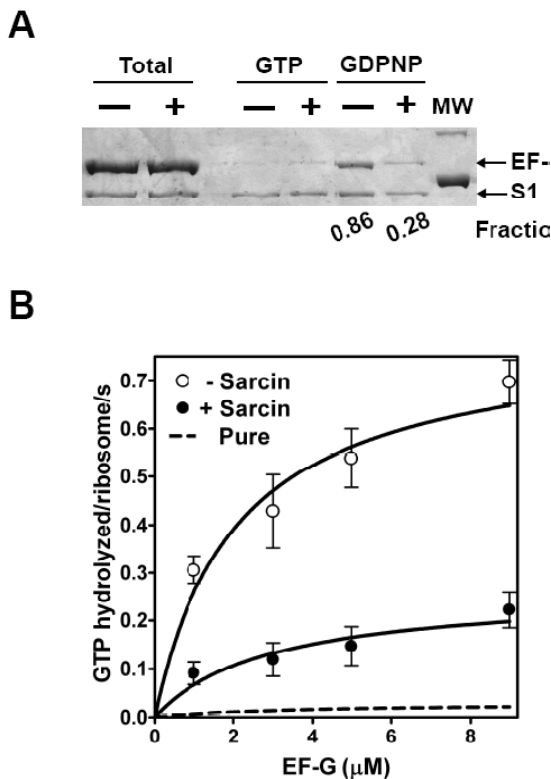 A
Total GTP GDPNP
— + — + — + MW
EF-
S1
0.86 0.28 Fractio
B
- Sarcin
+ Sarcin
Pure
GTP hydrolyzed/ribosome/s
0.7
0.6
0.5
0.4
0.3
0.2
0.1
0.0
0 2 4 6 8
EF-G (µM)